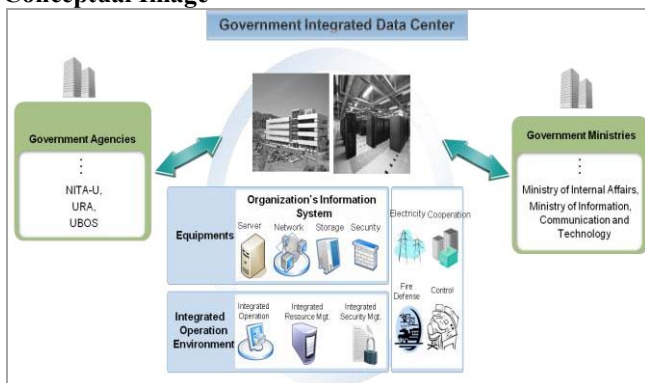 Conceptual Image
Government Integrated Data Center
Government Agencies
⋮
NITA-U,
URA,
UBOS
Government Ministries
⋮
Ministry of Internal Affairs,
Ministry of Information,
Communication and
Technology
Equipments
Organization's Information
System
Server
Network
Storage
Security
Electricity
Cooperation
Fire
Defense
Control
Integrated
Operation
Environment
Integrated
Operation
Integrated
Resource Mgt.
Integrated
Security Mgt.